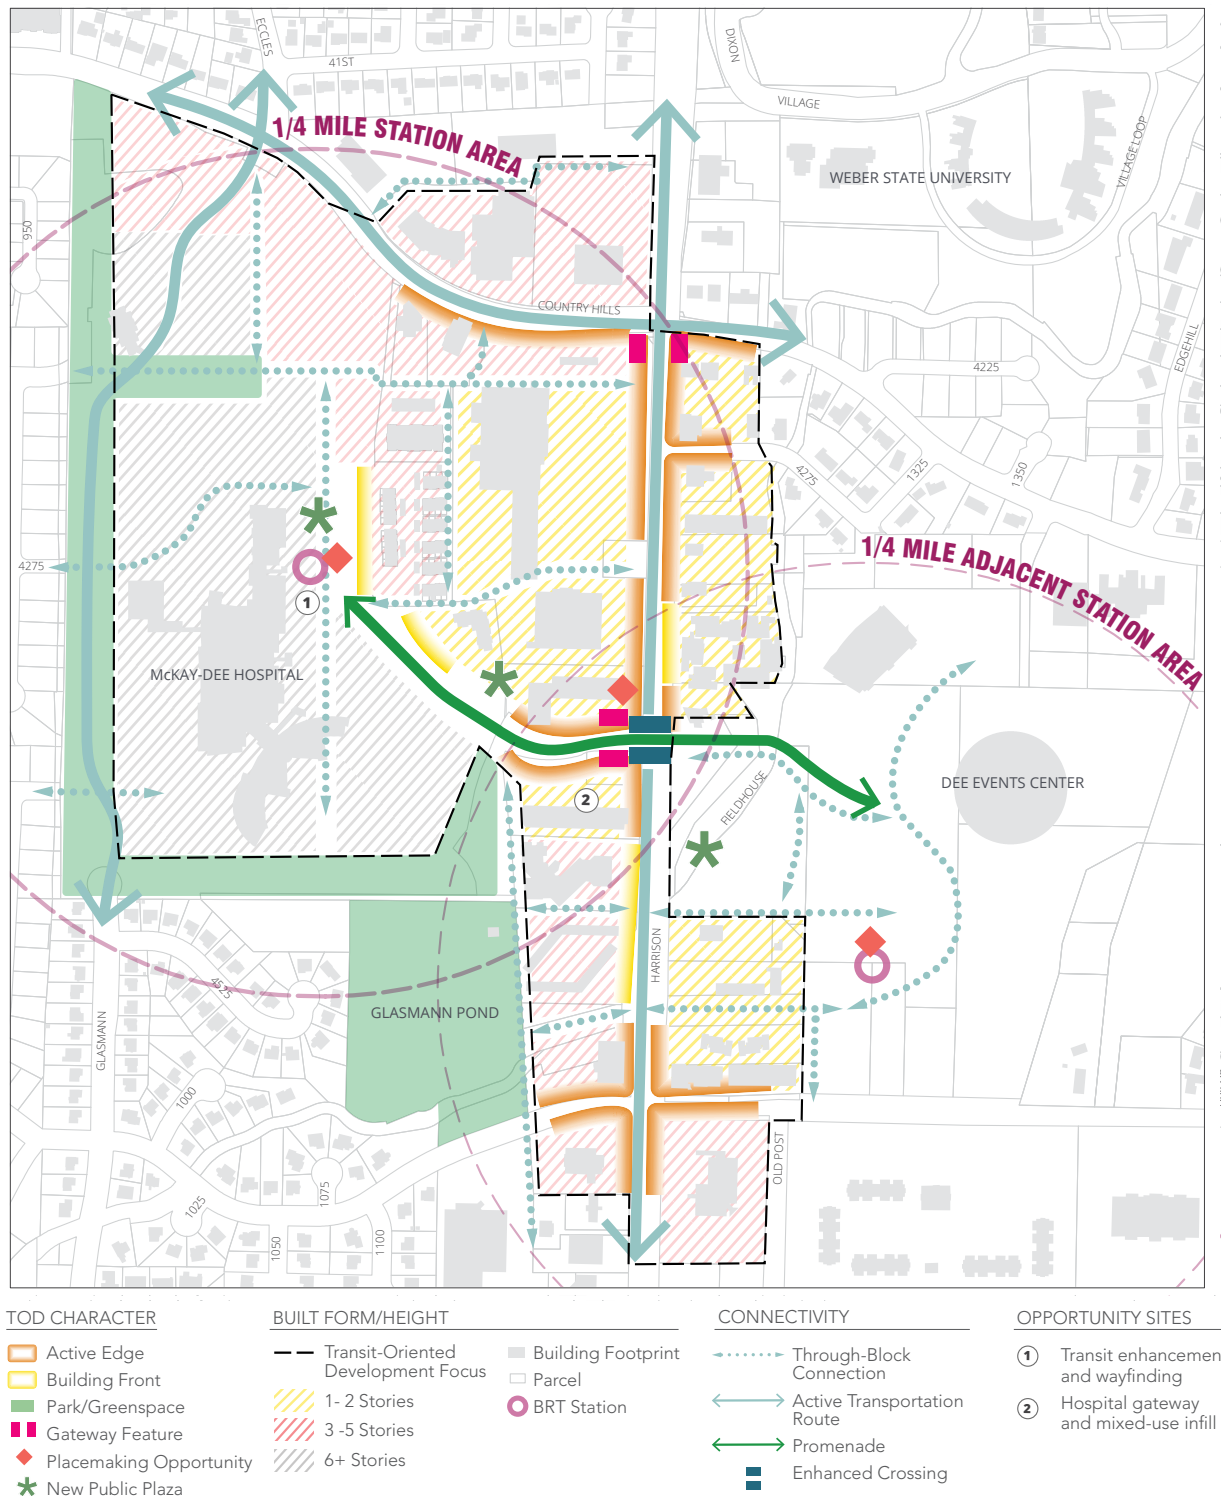 ECCLES
41ST
DIXON
VILLAGE
VILLAGE LOOP
1/4 MILE STATION AREA
WEBER STATE UNIVERSITY
950
COUNTRY HILLS
EDGEHILL
4225
4275
1325
1350
1/4 MILE ADJACENT STATION AREA
4275
1
McKAY-DEE HOSPITAL
2
FIELDHOUSE
DEE EVENTS CENTER
HARRISON
4525
GLASMANN POND
GLASMANN
1000
OLD POST
1025
1075
1050
1100
TOD CHARACTER
Active Edge
Building Front
Park/Greenspace
Gateway Feature
Placemaking Opportunity
New Public Plaza
BUILT FORM/HEIGHT
Transit-Oriented
Development Focus
1- 2 Stories
3 -5 Stories
6+ Stories
Building Footprint
Parcel
BRT Station
CONNECTIVITY
Through-Block
Connection
Active Transportation
Route
Promenade
Enhanced Crossing
OPPORTUNITY SITES
1 Transit enhancemen
and wayfinding
2 Hospital gateway
and mixed-use infill